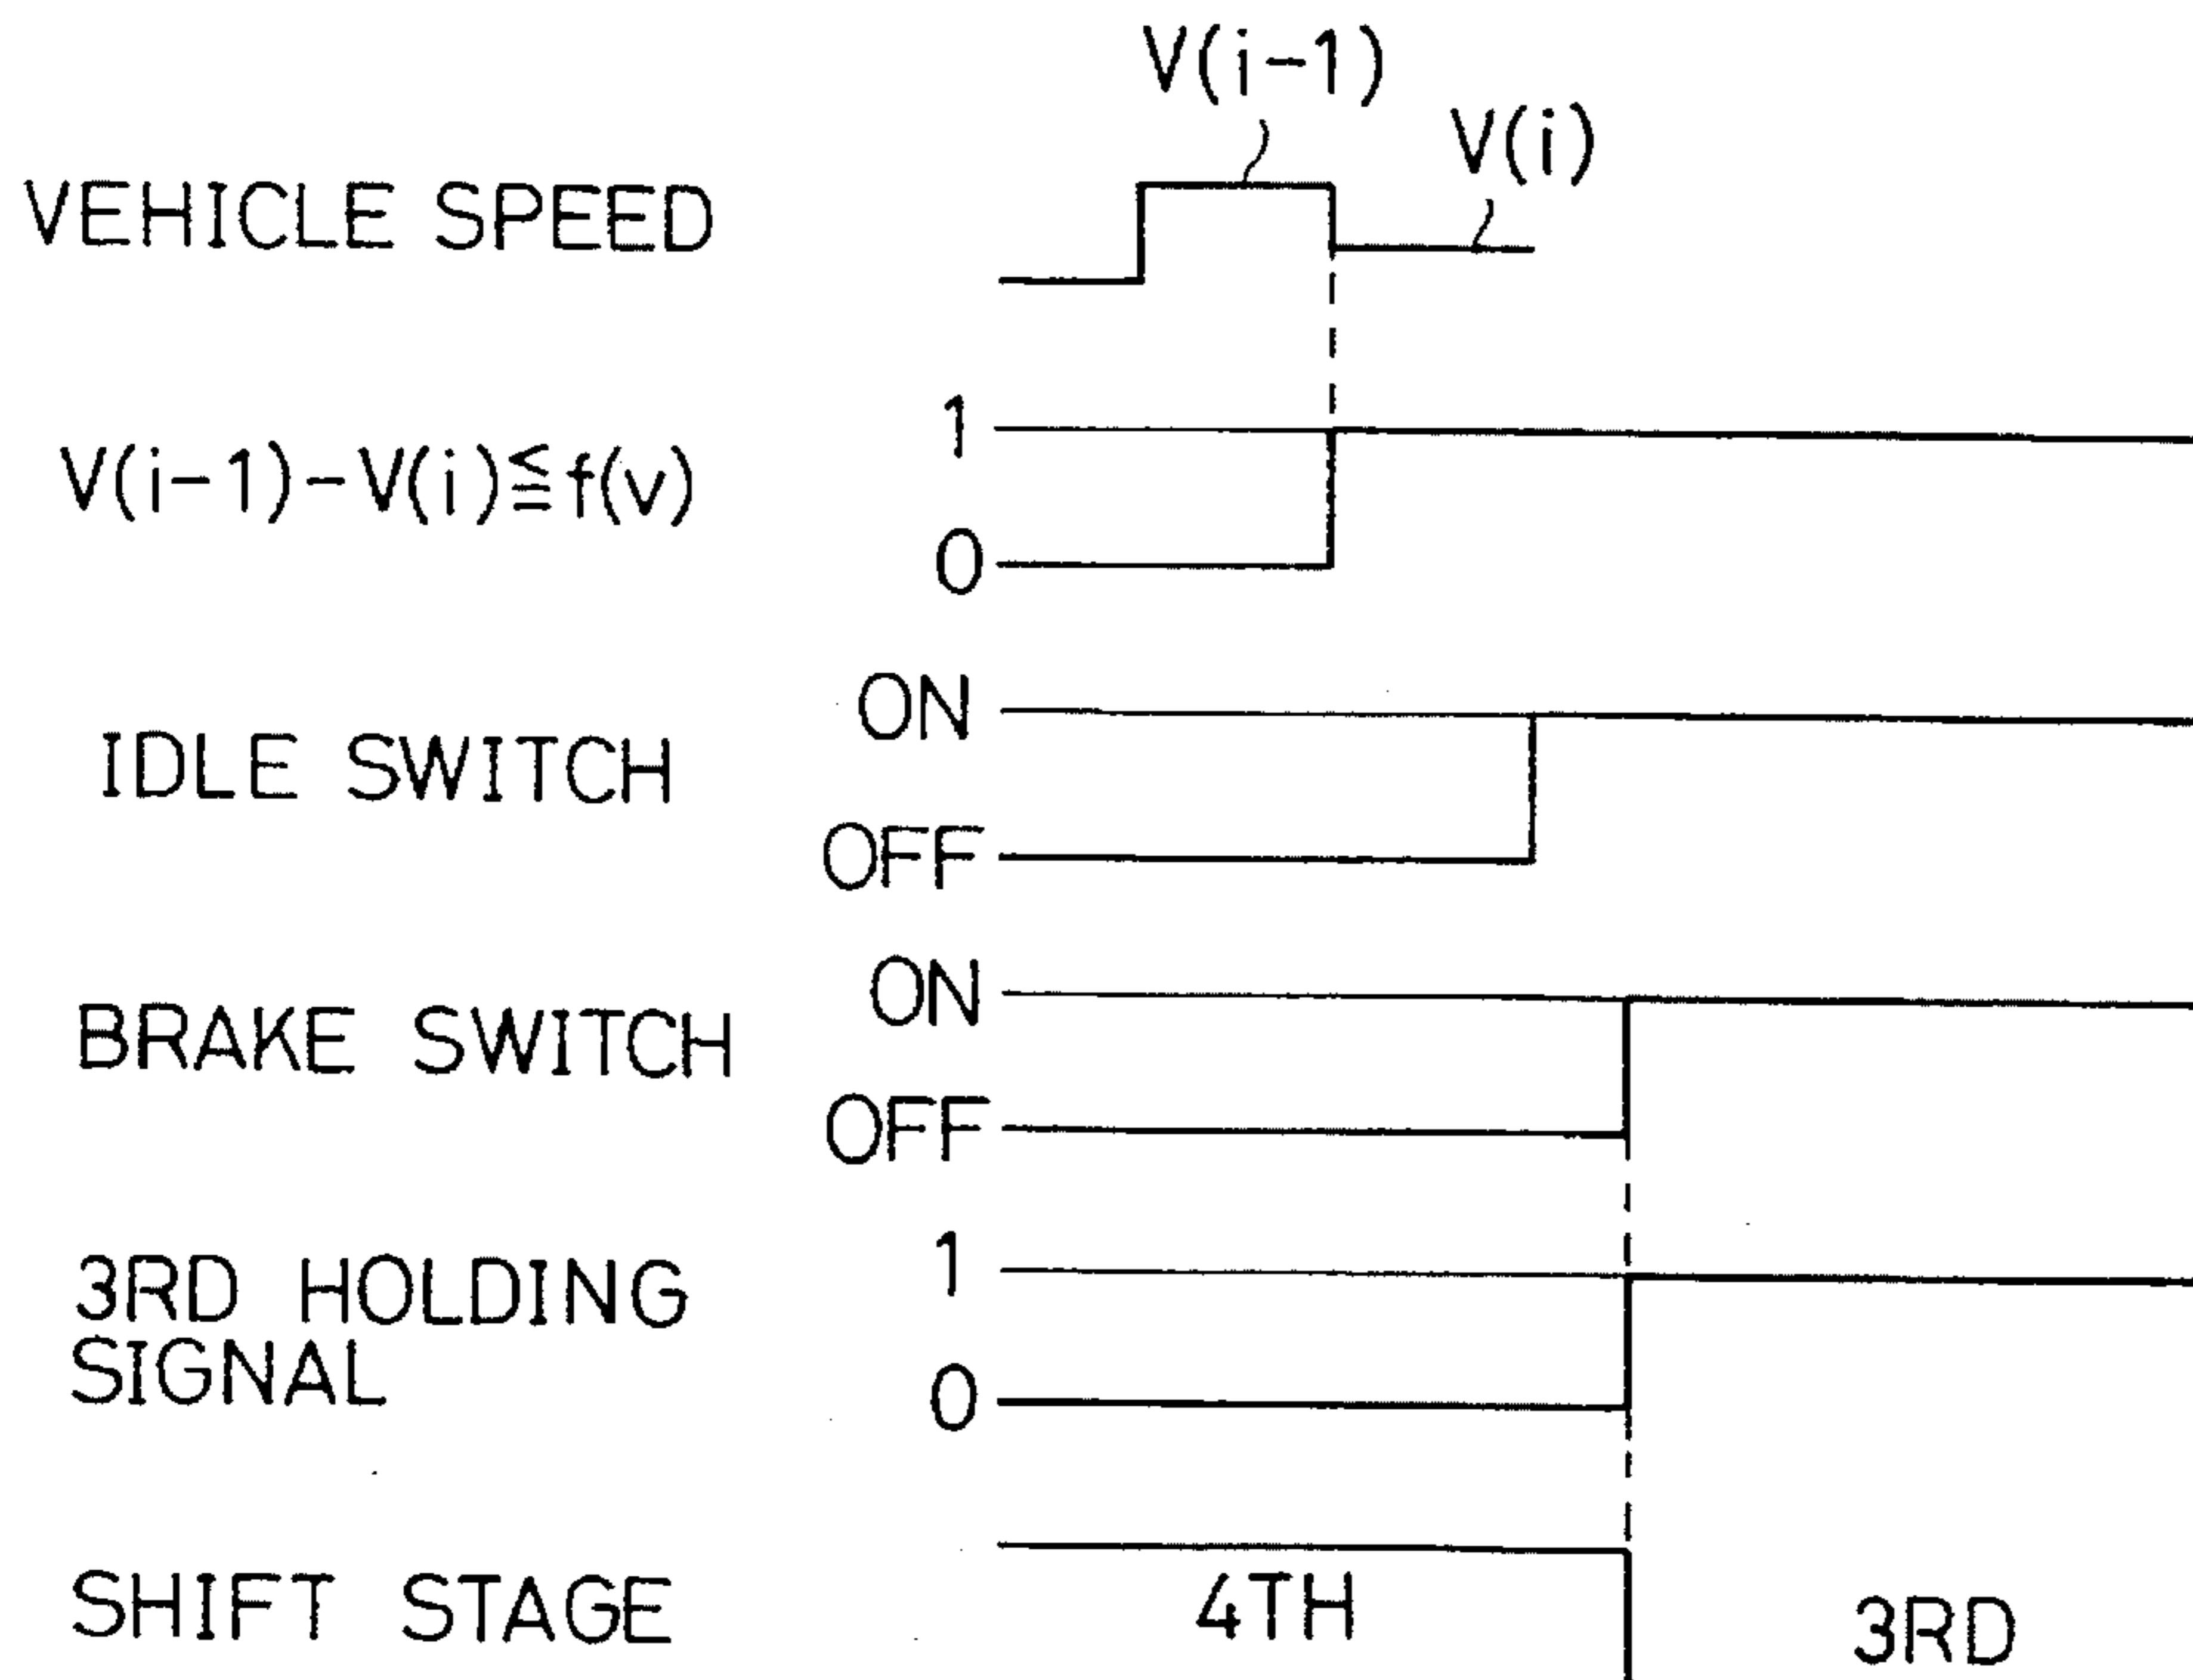 V(i-1)
V(i)
VEHICLE SPEED
1
V(i-1)-V(i)≦f(v)
0
ON
IDLE SWITCH
OFF
ON
BRAKE SWITCH
OFF
1
3RD HOLDING
SIGNAL
0
SHIFT STAGE
4TH
3RD